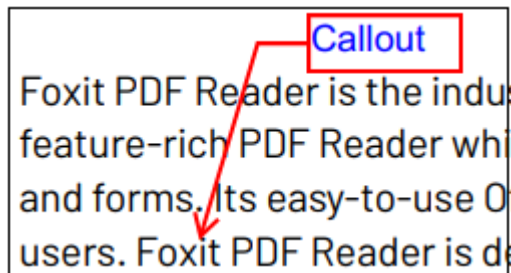 Callout
Foxit PDF Reader is the indus
feature-rich PDF Reader whi
and forms. Its easy-to-use O
users. Foxit PDF Reader is de